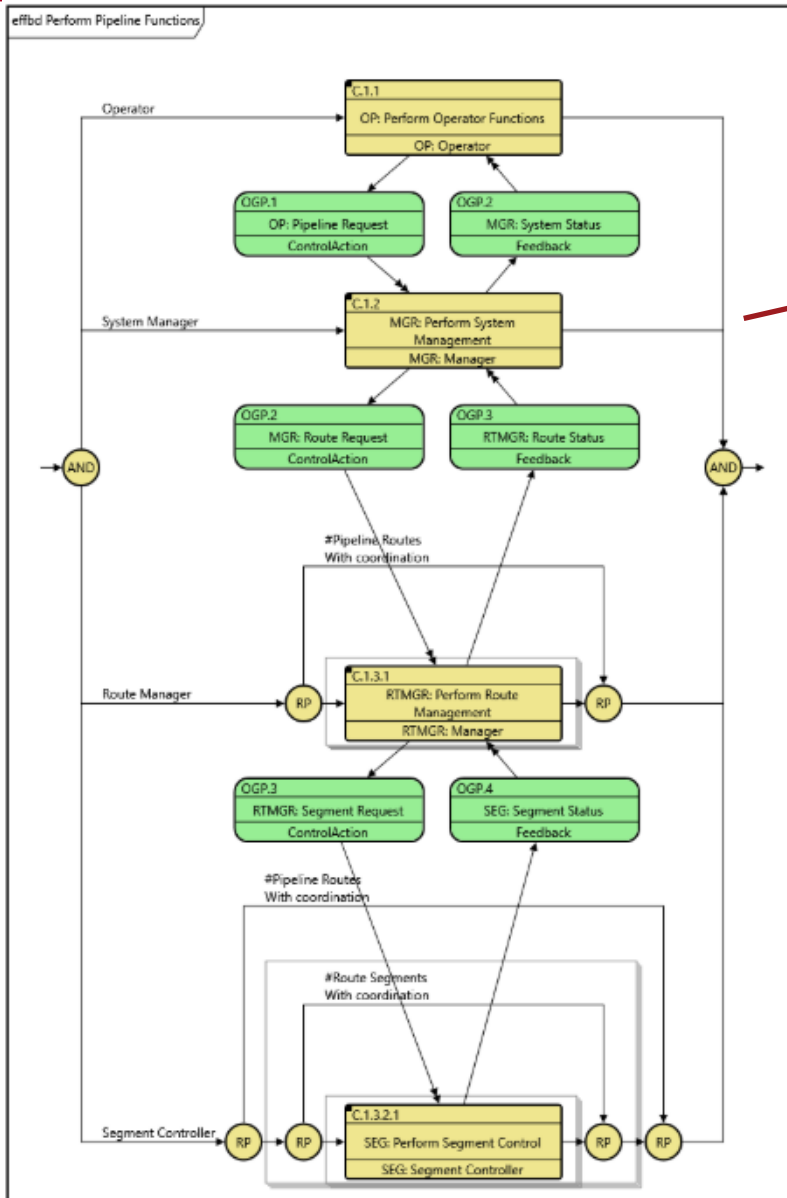 effbd Perform Pipeline Functions
C.1.1
Operator
OP: Perform Operator Functions
OP: Operator
OGP.1
OP: Pipeline Request
ControlAction
OGP.2
MGR: System Status
Feedback
C.1.2
System Manager
MGR: Perform System
Management
MGR: Manager
OGP.2
MGR: Route Request
ControlAction
OGP.3
RTMGR: Route Status
Feedback
AND
AND
#Pipeline Routes
With coordination
C.1.3.1
Route Manager
RP
RTMGR: Perform Route
Management
RTMGR: Manager
RP
OGP.3
RTMGR: Segment Request
ControlAction
OGP.4
SEG: Segment Status
Feedback
#Pipeline Routes
With coordination
#Route Segments
With coordination
C.1.3.2.1
Segment Controller
RP
RP
SEG: Perform Segment Control
SEG: Segment Controller
RP
RP